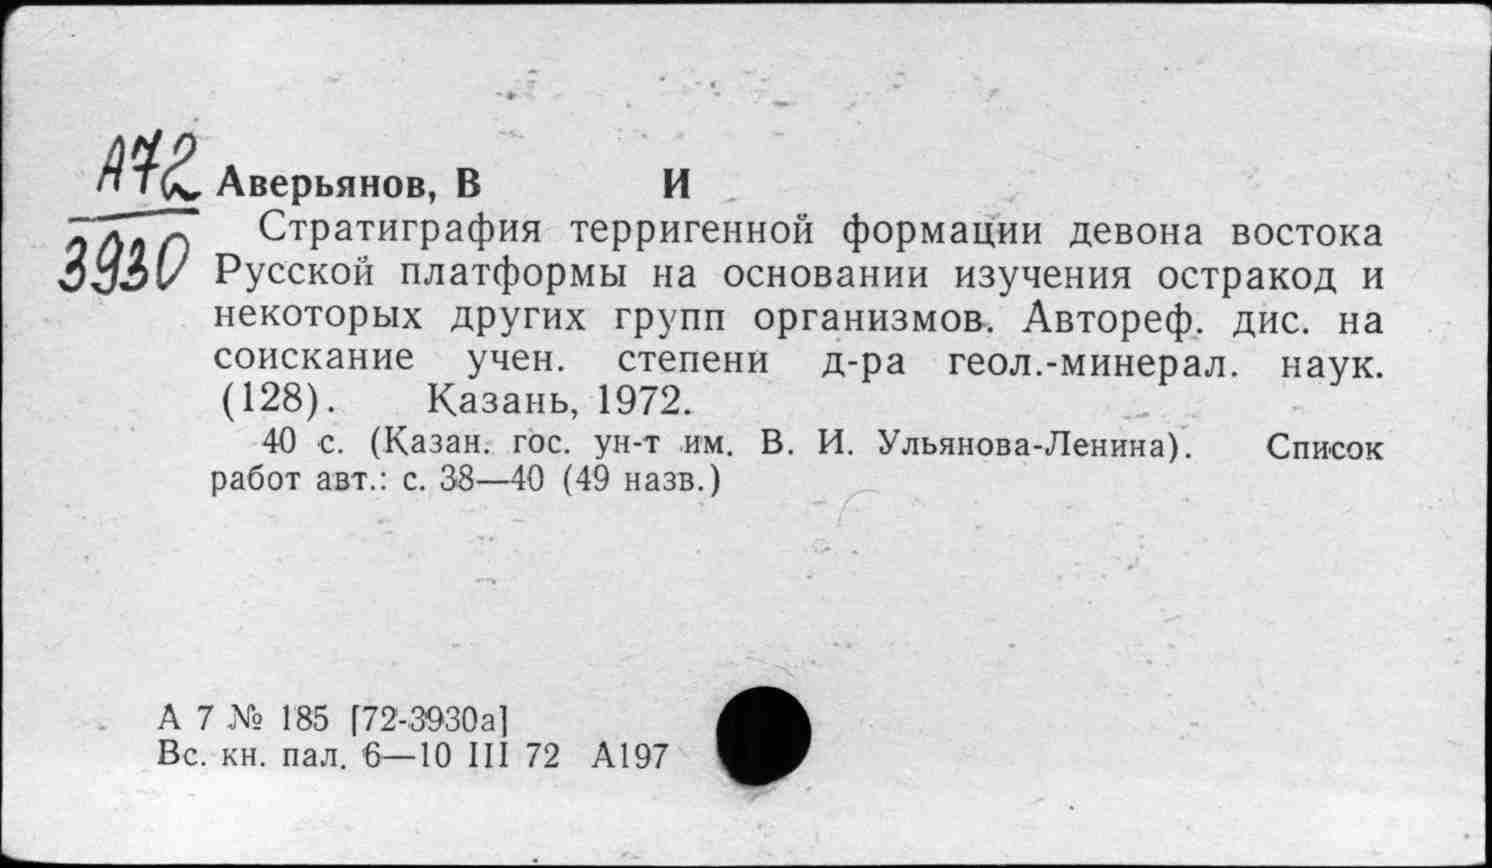 А72
3930
Аверьянов, В И
Стратиграфия терригенной формации девона востока
Русской платформы на основании изучения остракод и
некоторых других групп организмов. Автореф. дис. на
соискание учен. степени д-ра геол.-минерал. наук.
(128). Казань, 1972.
40 с. (Казан. гос. ун-т им. В. И. Ульянова-Ленина). Список
работ авт.: с. 38—40 (49 назв.)
А 7 № 185 [72-3930а]
Вс. кн. пал. 6—10 III 72 А197